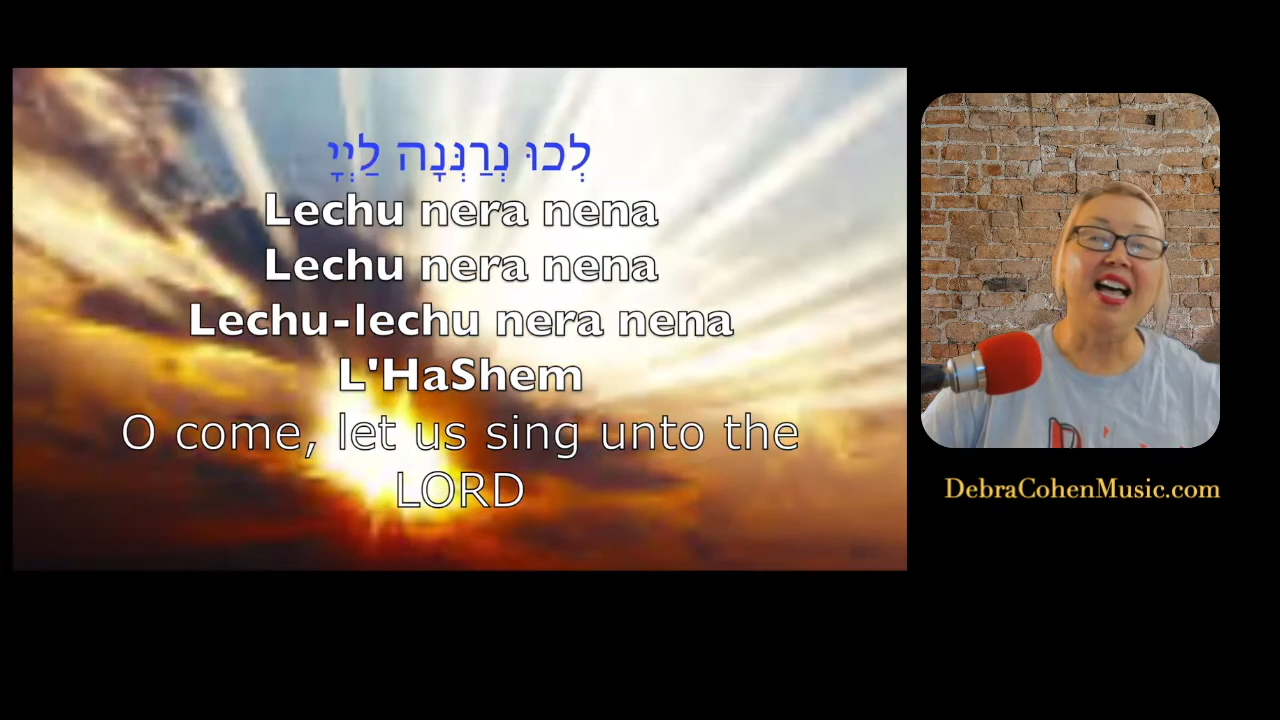 לְכוּ נְרַנְּנָה לַיְיָ
Lechu nera nena
Lechu nera nena
Lechu-lechu nera nena
L'HaShem
O come, let us sing unto the
LORD
DebraCohenMusic.com